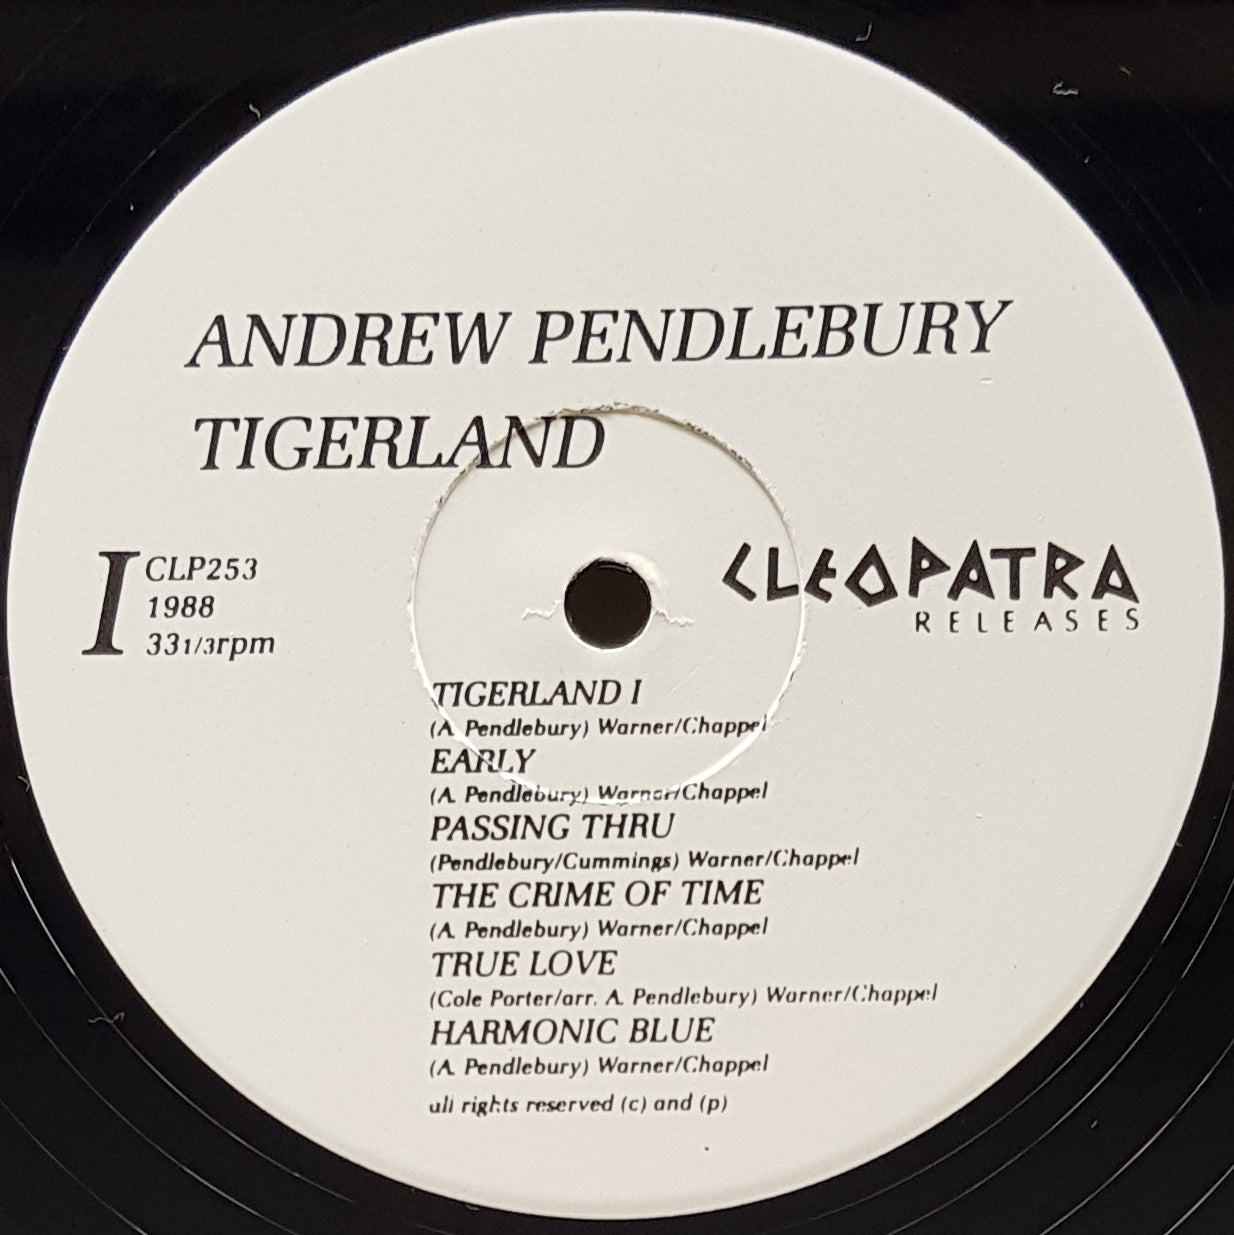 ANDREW PENDLEBURY
TIGERLAND
I
CLP253
1988
33 1/3rpm
CLEOPATRA
RELEASES
TIGERLAND I
(A. Pendlebury) Warner/Chappel
EARLY
(A. Pendlebury) Warner/Chappel
PASSING THRU
(Pendlebury/Cummings) Warner/Chappel
THE CRIME OF TIME
(A. Pendlebury) Warner/Chappel
TRUE LOVE
(Cole Porter/arr. A. Pendlebury) Warner/Chappel
HARMONIC BLUE
(A. Pendlebury) Warner/Chappel
all rights reserved (c) and (p)